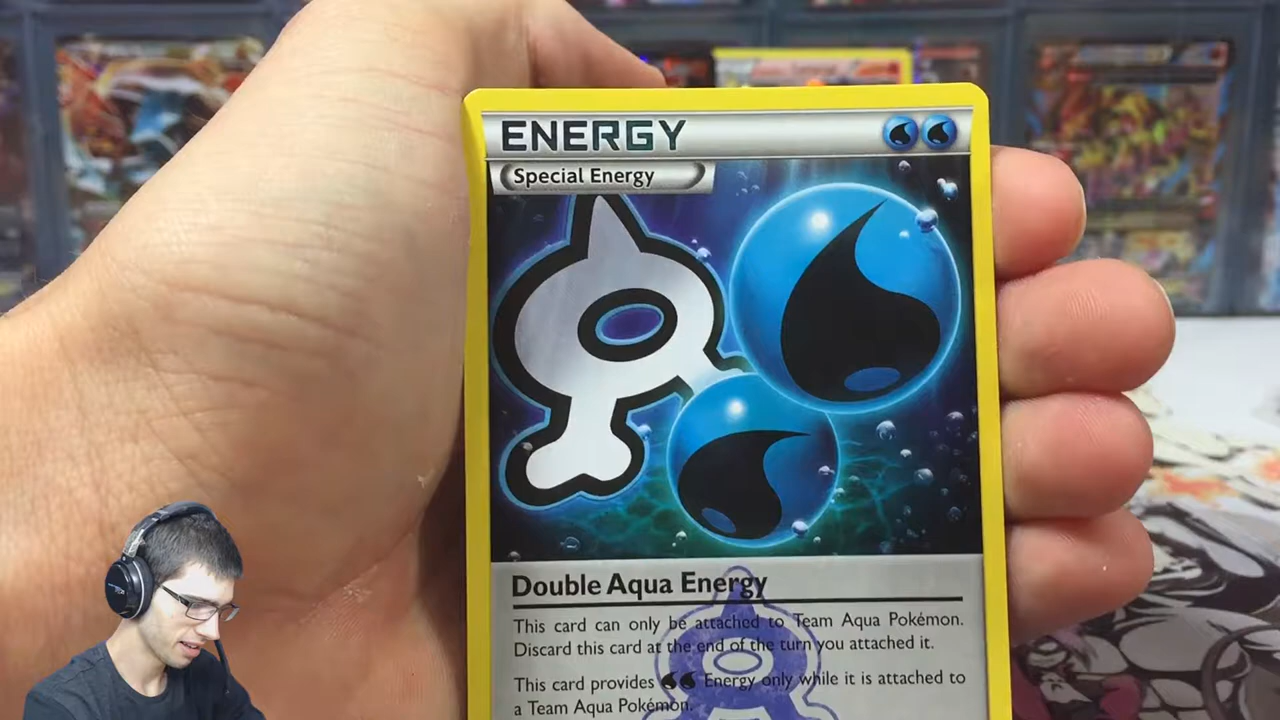 ENERGY
Special Energy
Double Aqua Energy
This card can only be attached to Team Aqua Pokémon.
Discard this card at the end of the turn you attached it.
This card provides Energy only while it is attached to
a Team Aqua Pokémon.